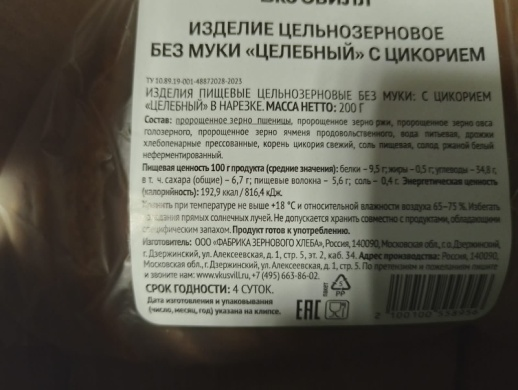 ВКУСВИЛЛ
ИЗДЕЛИЕ ЦЕЛЬНОЗЕРНОВОЕ
БЕЗ МУКИ «ЦЕЛЕБНЫЙ» С ЦИКОРИЕМ
ТУ 10.89.19-001-48872028-2023
ИЗДЕЛИЯ ПИЩЕВЫЕ ЦЕЛЬНОЗЕРНОВЫЕ БЕЗ МУКИ: С ЦИКОРИЕМ
«ЦЕЛЕБНЫЙ» В НАРЕЗКЕ. МАССА НЕТТО: 200 Г
Состав: пророщенное зерно пшеницы, пророщенное зерно ржи, пророщенное зерно овса
голозерного, пророщенное зерно ячменя продовольственного, вода питьевая, дрожжи
хлебопекарные прессованные, корень цикория свежий, соль пищевая, солод ржаной белый
неферментированный.
Пищевая ценность 100 г продукта (средние значения): белки – 9,5 г; жиры – 0,5 г; углеводы – 34,8 г,
в т. ч. сахара (общие) – 6,7 г; пищевые волокна – 5,6 г; соль – 0,4 г. Энергетическая ценность
(калорийность): 192,9 ккал / 816,4 кДж.
Хранить при температуре не выше +18 °С и относительной влажности воздуха 65–75 %. Избегать
попадания прямых солнечных лучей. Не допускается хранить совместно с продуктами, обладающими
специфическим запахом. Продукт готов к употреблению.
Изготовитель: ООО «ФАБРИКА ЗЕРНОВОГО ХЛЕБА», Россия, 140090, Московская обл., г.о. Дзержинский,
г. Дзержинский, ул. Алексеевская, д. 1, стр. 5, эт. 2, каб. 34. Адрес производства: Россия, 140090,
Московская обл., г. Дзержинский, ул. Алексеевская, д. 1, стр. 5. По претензиям и пожеланиям пишите
и звоните нам: www.vkusvill.ru, +7 (495) 663-86-02.
СРОК ГОДНОСТИ: 4 СУТОК.
Дата изготовления и упаковывания
(число, месяц, год) указана на клипсе.
EAC
5
PP